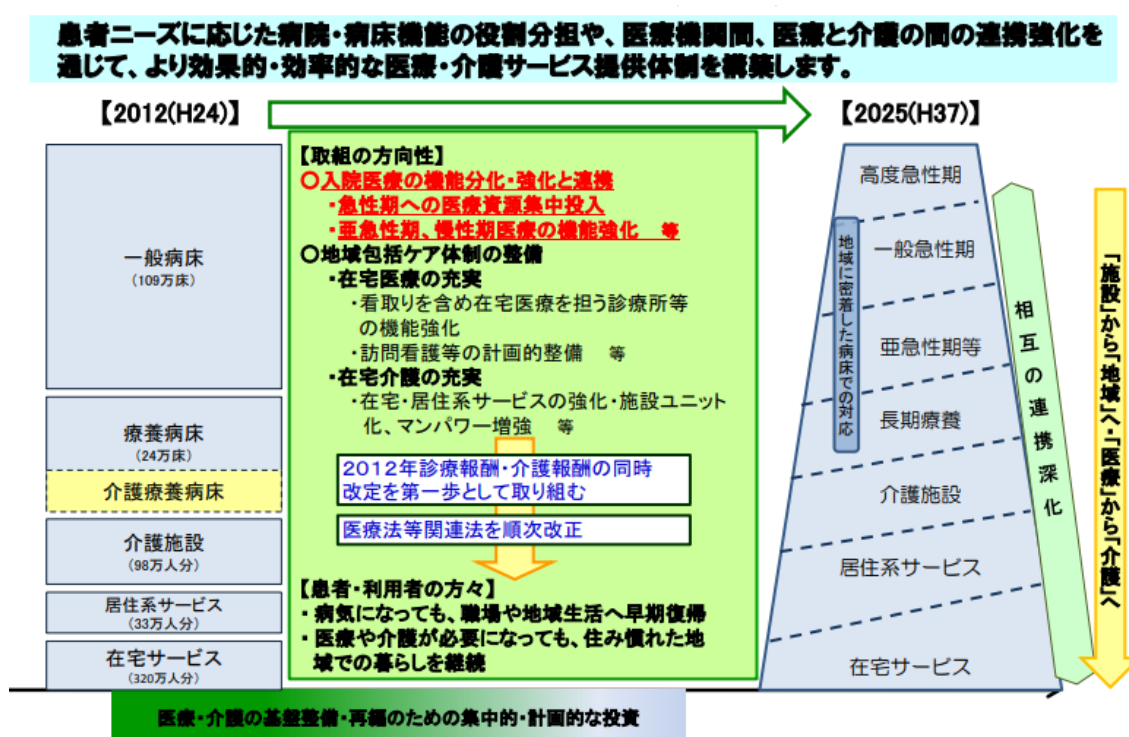 患者ニーズに応じた病院・病床機能の役割分担や、医療機関間、医療と介護の間の連携強化を
通じて、より効果的・効率的な医療・介護サービス提供体制を構築します。
【2012(H24)】
【2025(H37)】
一般病床
(109万床)
療養病床
(24万床)
介護療養病床
介護施設
(98万人分)
居住系サービス
(33万人分)
在宅サービス
(320万人分)
【取組の方向性】
○入院医療の機能分化・強化と連携
・急性期への医療資源集中投入
・亜急性期、慢性期医療の機能強化 等
○地域包括ケア体制の整備
・在宅医療の充実
・看取りを含め在宅医療を担う診療所等
の機能強化
・訪問看護等の計画的整備 等
・在宅介護の充実
・在宅・居住系サービスの強化・施設ユニット
化、マンパワー増強 等
2012年診療報酬・介護報酬の同時
改定を第一歩として取り組む
医療法等関連法を順次改正
【患者・利用者の方々】
・病気になっても、職場や地域生活へ早期復帰
・医療や介護が必要になっても、住み慣れた地
域での暮らしを継続
高度急性期
一般急性期
亜急性期等
長期療養
介護施設
居住系サービス
在宅サービス
地域に密着した病床での対応
相互の連携深化
「施設」から「地域」へ・「医療」から「介護」へ
医療・介護の基盤整備・再編のための集中的・計画的な投資